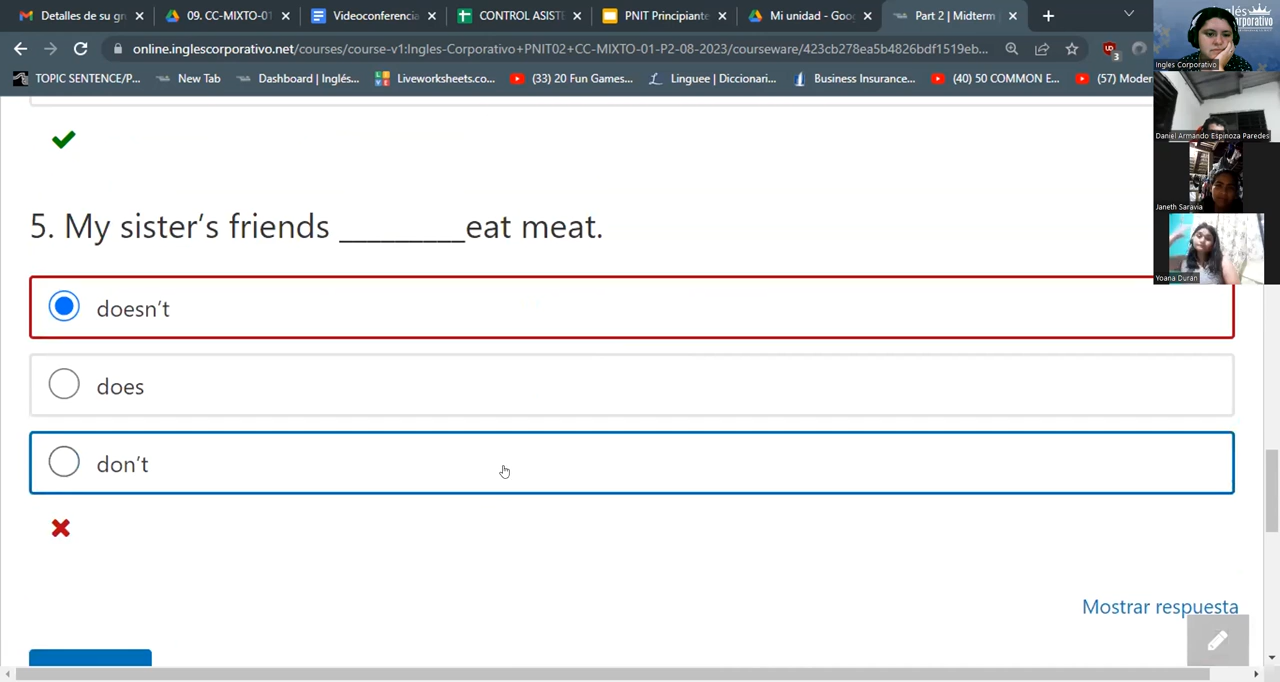 Detalles de su gr
09. CC-MIXTO-01
Videoconferencia
CONTROL ASIST
PNIT Principiante
Mi unidad - Goog
Part 2 | Midterm
online.inglescorporativo.net/courses/course-v1:Ingles-Corporativo+PNIT02+CC-MIXTO-01-P2-08-2023/courseware/423cb278ea5b4826bdf1519eb...
3
TOPIC SENTENCE/P...
New Tab
Dashboard | Inglés...
Liveworksheets.co...
(33) 20 Fun Games...
Linguee | Diccionari...
Business Insurance...
(40) 50 COMMON E...
(57) Moder
Ingles Corporativo
Daniel Armando Espinoza Paredes
Janeth Saravia
Yoana Duran
5. My sister’s friends _________eat meat.
doesn’t
does
don’t
Mostrar respuesta